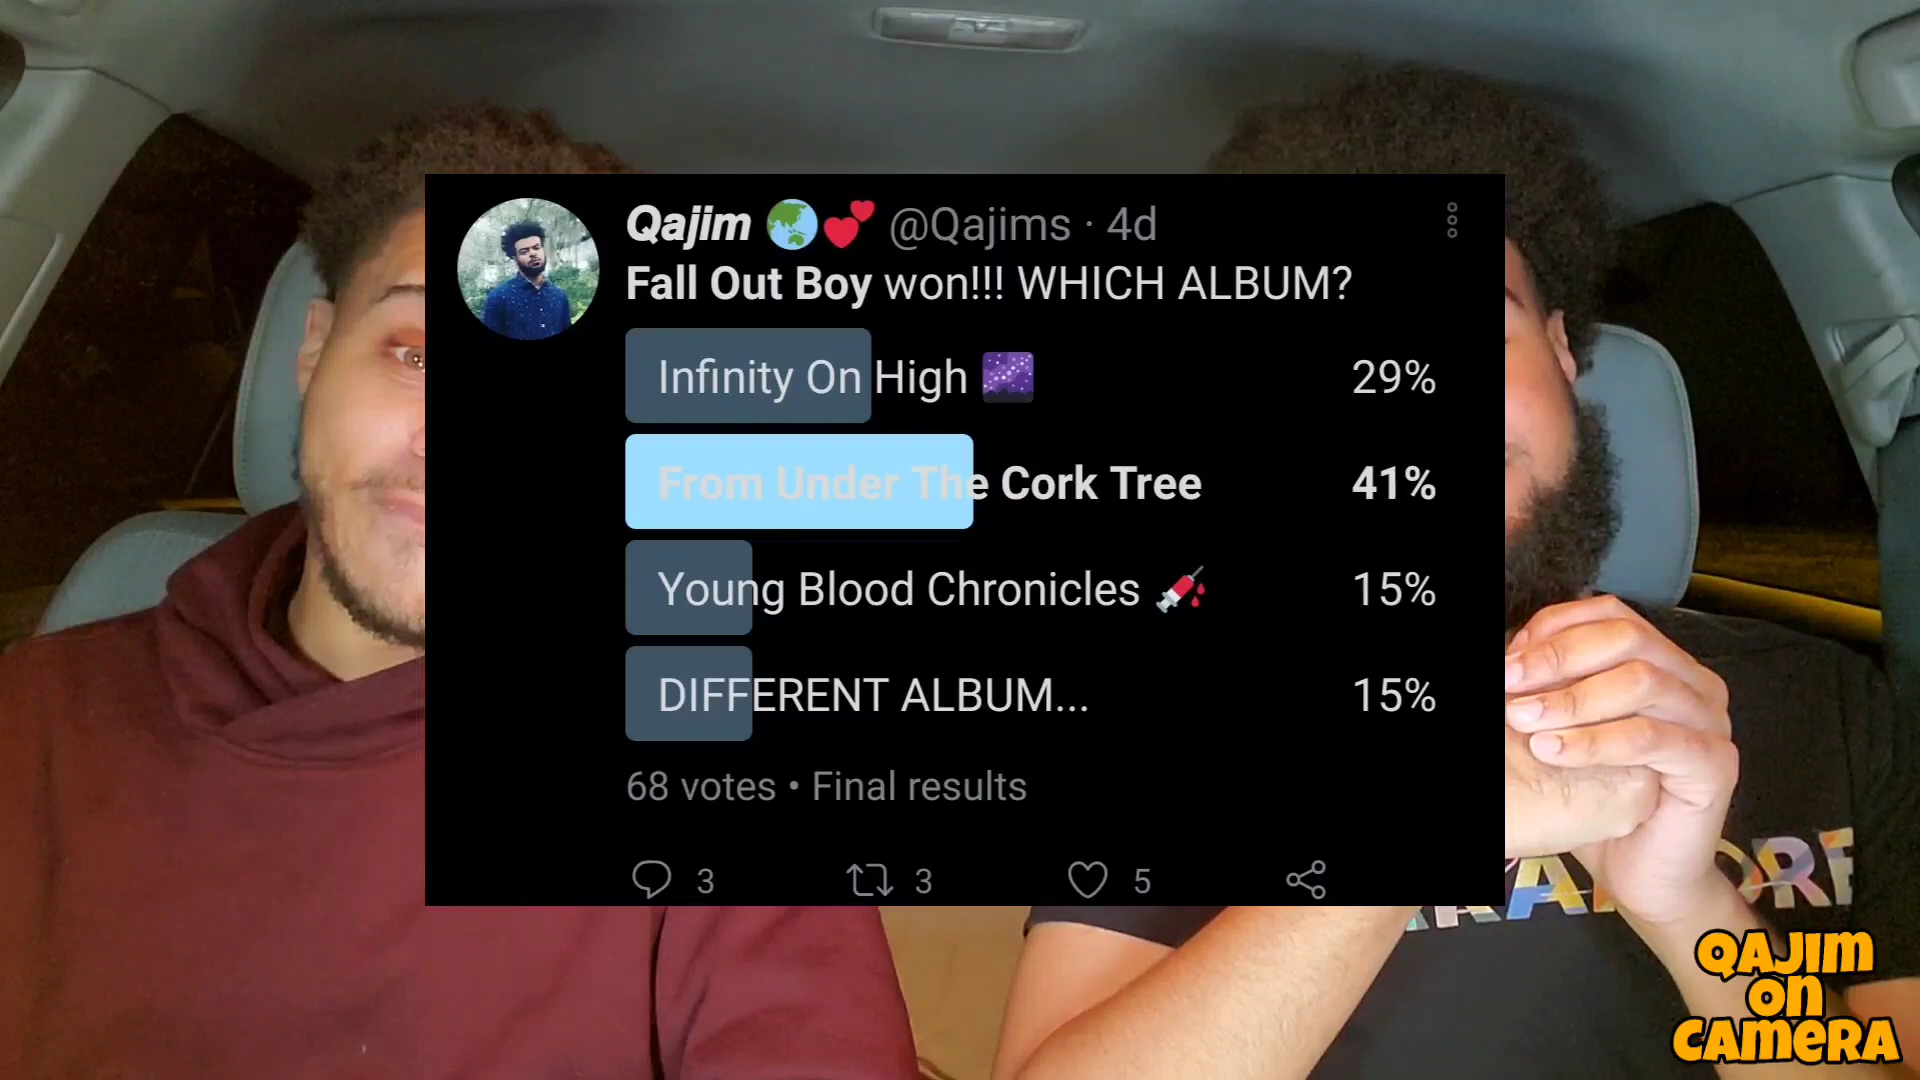 Qajim 🌏💕 @Qajims · 4d
Fall Out Boy won!!! WHICH ALBUM?
Infinity On High 🌌 29%
From Under The Cork Tree 41%
Young Blood Chronicles 💉 15%
DIFFERENT ALBUM... 15%
68 votes • Final results
3 3 5
QAJIM
ON
CAMERA